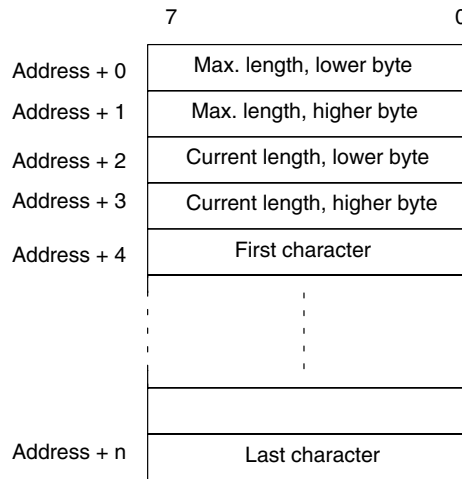 7 0
Address + 0 Max. length, lower byte
Address + 1 Max. length, higher byte
Address + 2 Current length, lower byte
Address + 3 Current length, higher byte
Address + 4 First character
Address + n Last character